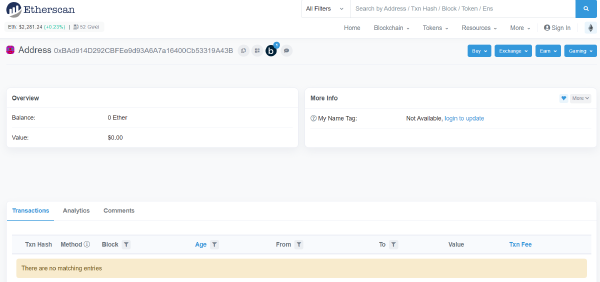 Etherscan
All Filters
Search by Address / Txn Hash / Block / Token / Ens
Eth: $2,281.24 (+0.23%) | 52 Gwei
Home Blockchain Tokens Resources More Sign In
Address 0xBAd914D292CBFEe9d93A6A7a16400Cb53319A43B
Buy Exchange Earn Gaming
Overview
Balance: 0 Ether
Value: $0.00
More Info
More
My Name Tag: Not Available, login to update
Transactions Analytics Comments
Txn Hash Method Block Age From To Value Txn Fee
There are no matching entries